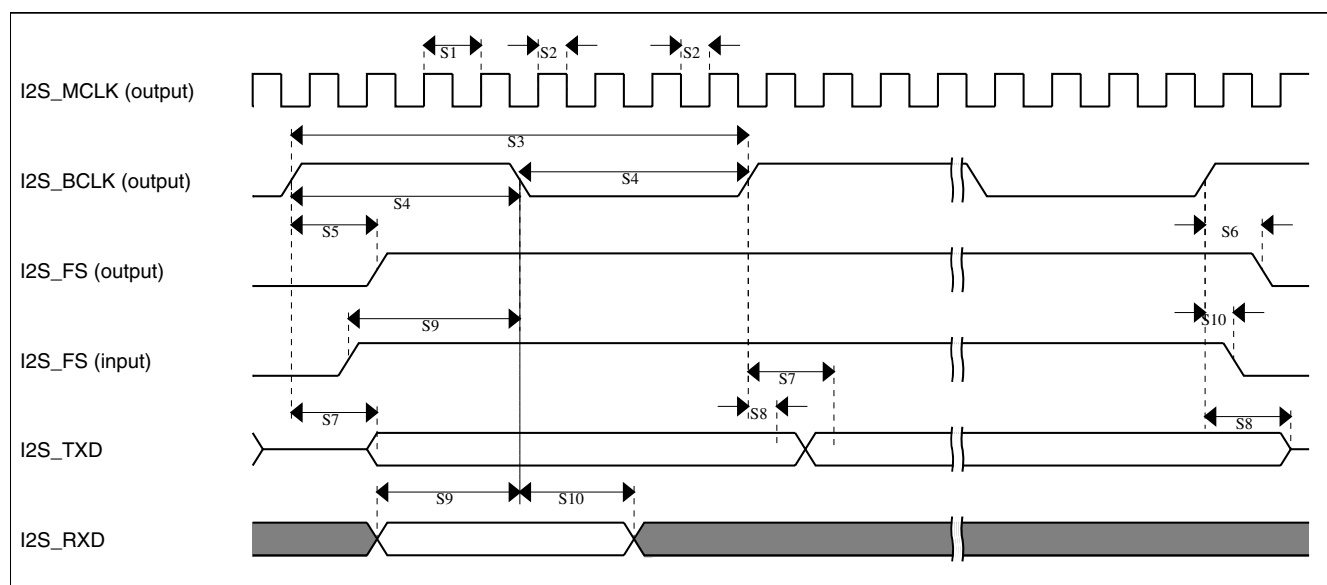 S1 S2 S2
I2S_MCLK (output)
S3
I2S_BCLK (output)
S4
S4
S5 S6
I2S_FS (output)
S9 S10
I2S_FS (input)
S7
S7 S8 S8
I2S_TXD
S9 S10
I2S_RXD